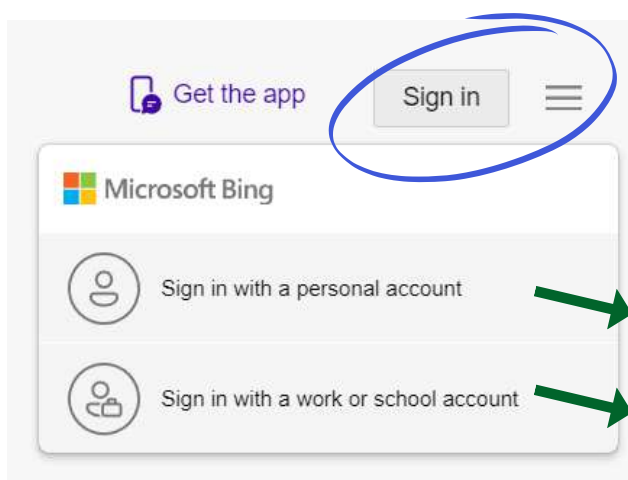 Get the app
Sign in
Microsoft Bing
Sign in with a personal account
Sign in with a work or school account